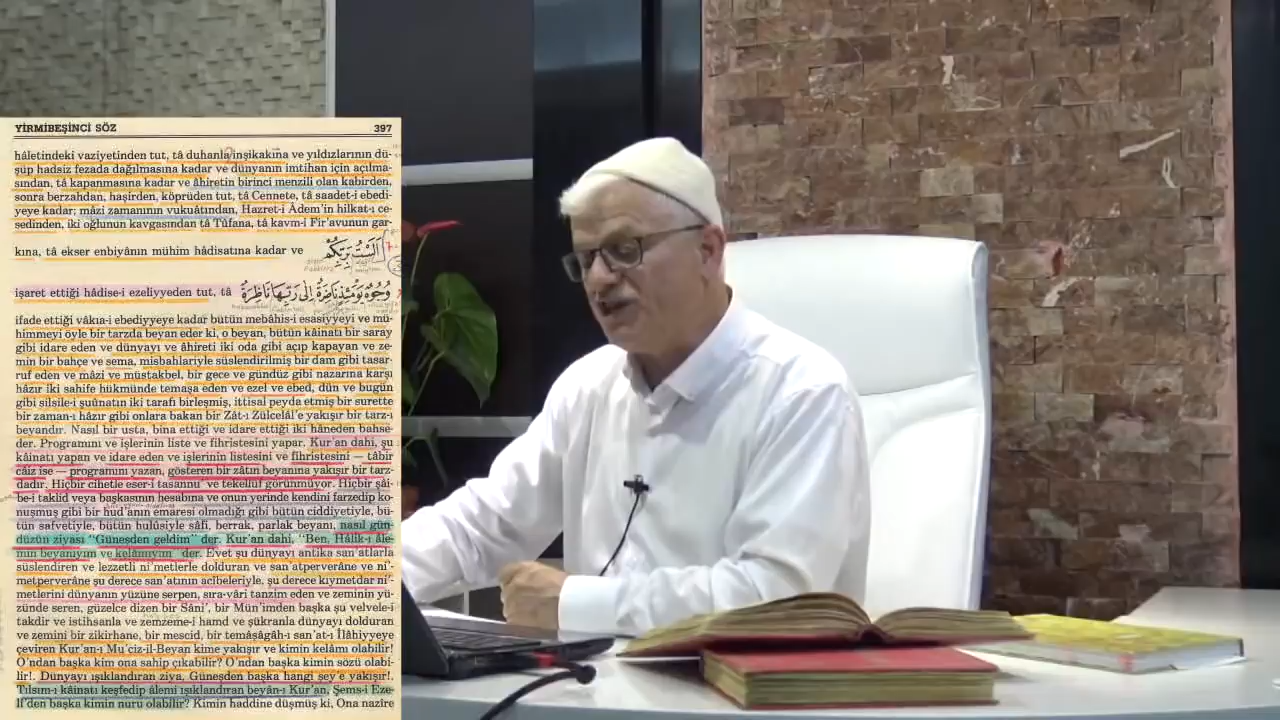 YİRMİBEŞİNCİ SÖZ 397
hâletindeki vaziyetinden tut, tâ duhanla inşikakına ve yıldızlarının dü-
şüp hadsiz fezada dağılmasına kadar ve dünyanın imtihan için açılma-
sından, tâ kapanmasına kadar ve âhiretin birinci menzili olan kabirden,
sonra berzahdan, haşirden, köprüden tut, tâ Cennete, tâ saadet-i ebedi-
yeye kadar; mâzi zamanının vukuâtından, Hazret-i Âdem'in hilkat-ı ce-
sedinden, iki oğlunun kavgasından tâ Tûfana, tâ kavm-i Fir'avunun gar-
kına, tâ ekser enbiyânın mühim hâdisatına kadar ve اَلَسْتُ بِرَبِّكُمْ
işaret ettiği hâdise-i ezeliyyeden tut, tâ وُجُوهٌ يَوْمَئِذٍ نَاضِرَةٌ اِلٰى رَبِّهَا نَاظِرَةٌ
ifade ettiği vâkıa-i ebediyyeye kadar bütün mebâhis-i esasiyyeyi ve mü-
himmeyi öyle bir tarzda beyan eder ki, o beyan, bütün kâinatı bir saray
gibi idare eden ve dünyayı ve âhireti iki oda gibi açıp kapayan ve ze-
min bir bahçe ve sema, misbahlariyle süslendirilmiş bir dam gibi tasar-
ruf eden ve mâzi ve müstakbel, bir gece ve gündüz gibi nazarına karşı
hâzır iki sahife hükmünde temaşa eden ve ezel ve ebed, dün ve bugün
gibi silsile-i şuûnatın iki tarafı birleşmiş, ittisal peyda etmiş bir surette
bir zaman-ı hâzır gibi onlara bakan bir Zât-ı Zülcelâl'e yakışır bir tarz-ı
beyandır. Nasıl bir usta, bina ettiği ve idare ettiği iki hâneden bahse-
der. Programını ve işlerinin liste ve fihristesini yapar. Kur'an dahi, şu
kâinatı yapan ve idare eden ve işlerinin listesini ve fihristesini — tâbir
câiz ise — programını yazan, gösteren bir zâtın beyanına yakışır bir tarz-
dadır. Hiçbir cihetle eser-i tasannu' ve tekellüf görünmüyor. Hiçbir şâi-
be-i taklid veya başkasının hesabına ve onun yerinde kendini farzedip ko-
nuşmuş gibi bir hud'anın emaresi olmadığı gibi bütün ciddiyetiyle, bü-
tün safvetiyle, bütün hulûsiyle sâfi, berrak, parlak beyanı, nasıl gün-
düzün ziyası "Güneşden geldim" der. Kur'an dahi, "Ben, Hâlik-ı âle-
min beyanıyım ve kelâmıyım" der. Evet şu dünyayı antika san'atlarla
süslendiren ve lezzetli ni'metlerle dolduran ve san'atperverâne ve ni'-
metperverâne şu derece san'atının acibeleriyle, şu derece kıymetdar ni'-
metlerini dünyanın yüzüne serpen, sıra-vâri tanzim eden ve zeminin yü-
zünde seren, güzelce dizen bir Sâni', bir Mün'imden başka şu velvele-i
takdir ve istihsanla ve zemzeme-i hamd ve şükranla dünyayı dolduran
ve zemini bir zikirhane, bir mescid, bir temâşâgâh-ı san'at-ı İlâhiyyeye
çeviren Kur'an-ı Mu'ciz-il-Beyan kime yakışır ve kimin kelâmı olabilir!
O'ndan başka kim ona sahip çıkabilir? O'ndan başka kimin sözü olabi-
lir!. Dünyayı ışıklandıran ziya, Güneşden başka hangi şey'e yakışır!.
Tılsım-ı kâinatı keşfedip âlemi ışıklandıran beyân-ı Kur'an, Şems-i Eze-
lî'den başka kimin nuru olabilir? Kimin haddine düşmüş ki, Ona nazîre